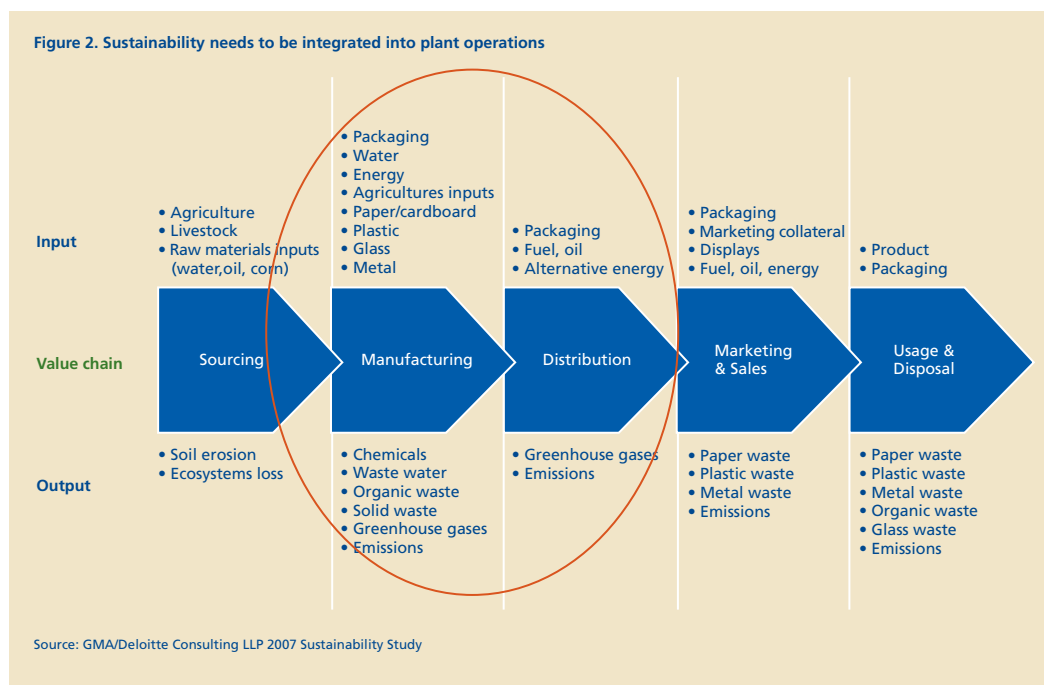 Figure 2. Sustainability needs to be integrated into plant operations
Input
• Agriculture
• Livestock
• Raw materials inputs
(water,oil, corn)
• Packaging
• Water
• Energy
• Agricultures inputs
• Paper/cardboard
• Plastic
• Glass
• Metal
• Packaging
• Fuel, oil
• Alternative energy
• Packaging
• Marketing collateral
• Displays
• Fuel, oil, energy
• Product
• Packaging
Value chain
Sourcing
Manufacturing
Distribution
Marketing
& Sales
Usage &
Disposal
Output
• Soil erosion
• Ecosystems loss
• Chemicals
• Waste water
• Organic waste
• Solid waste
• Greenhouse gases
• Emissions
• Greenhouse gases
• Emissions
• Paper waste
• Plastic waste
• Metal waste
• Emissions
• Paper waste
• Plastic waste
• Metal waste
• Organic waste
• Glass waste
• Emissions
Source: GMA/Deloitte Consulting LLP 2007 Sustainability Study